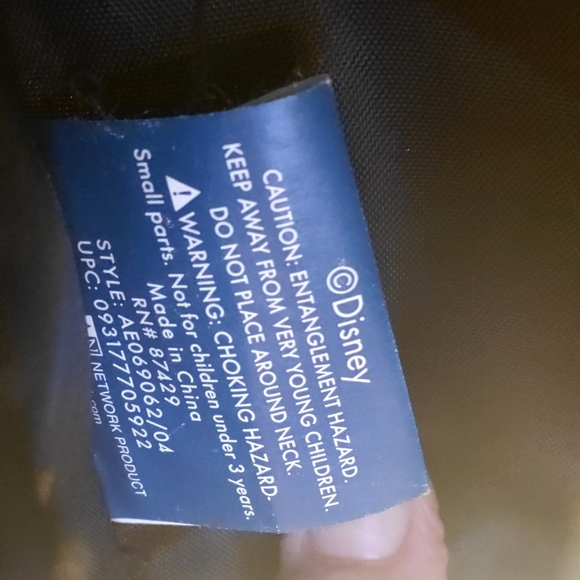 ©Disney
CAUTION: ENTANGLEMENT HAZARD.
KEEP AWAY FROM VERY YOUNG CHILDREN.
DO NOT PLACE AROUND NECK.
⚠ WARNING: CHOKING HAZARD.
Small parts. Not for children under 3 years.
Made in China
RN# 87429
STYLE: AE069062/04
UPC: 093177705922
NETWORK PRODUCT
.com